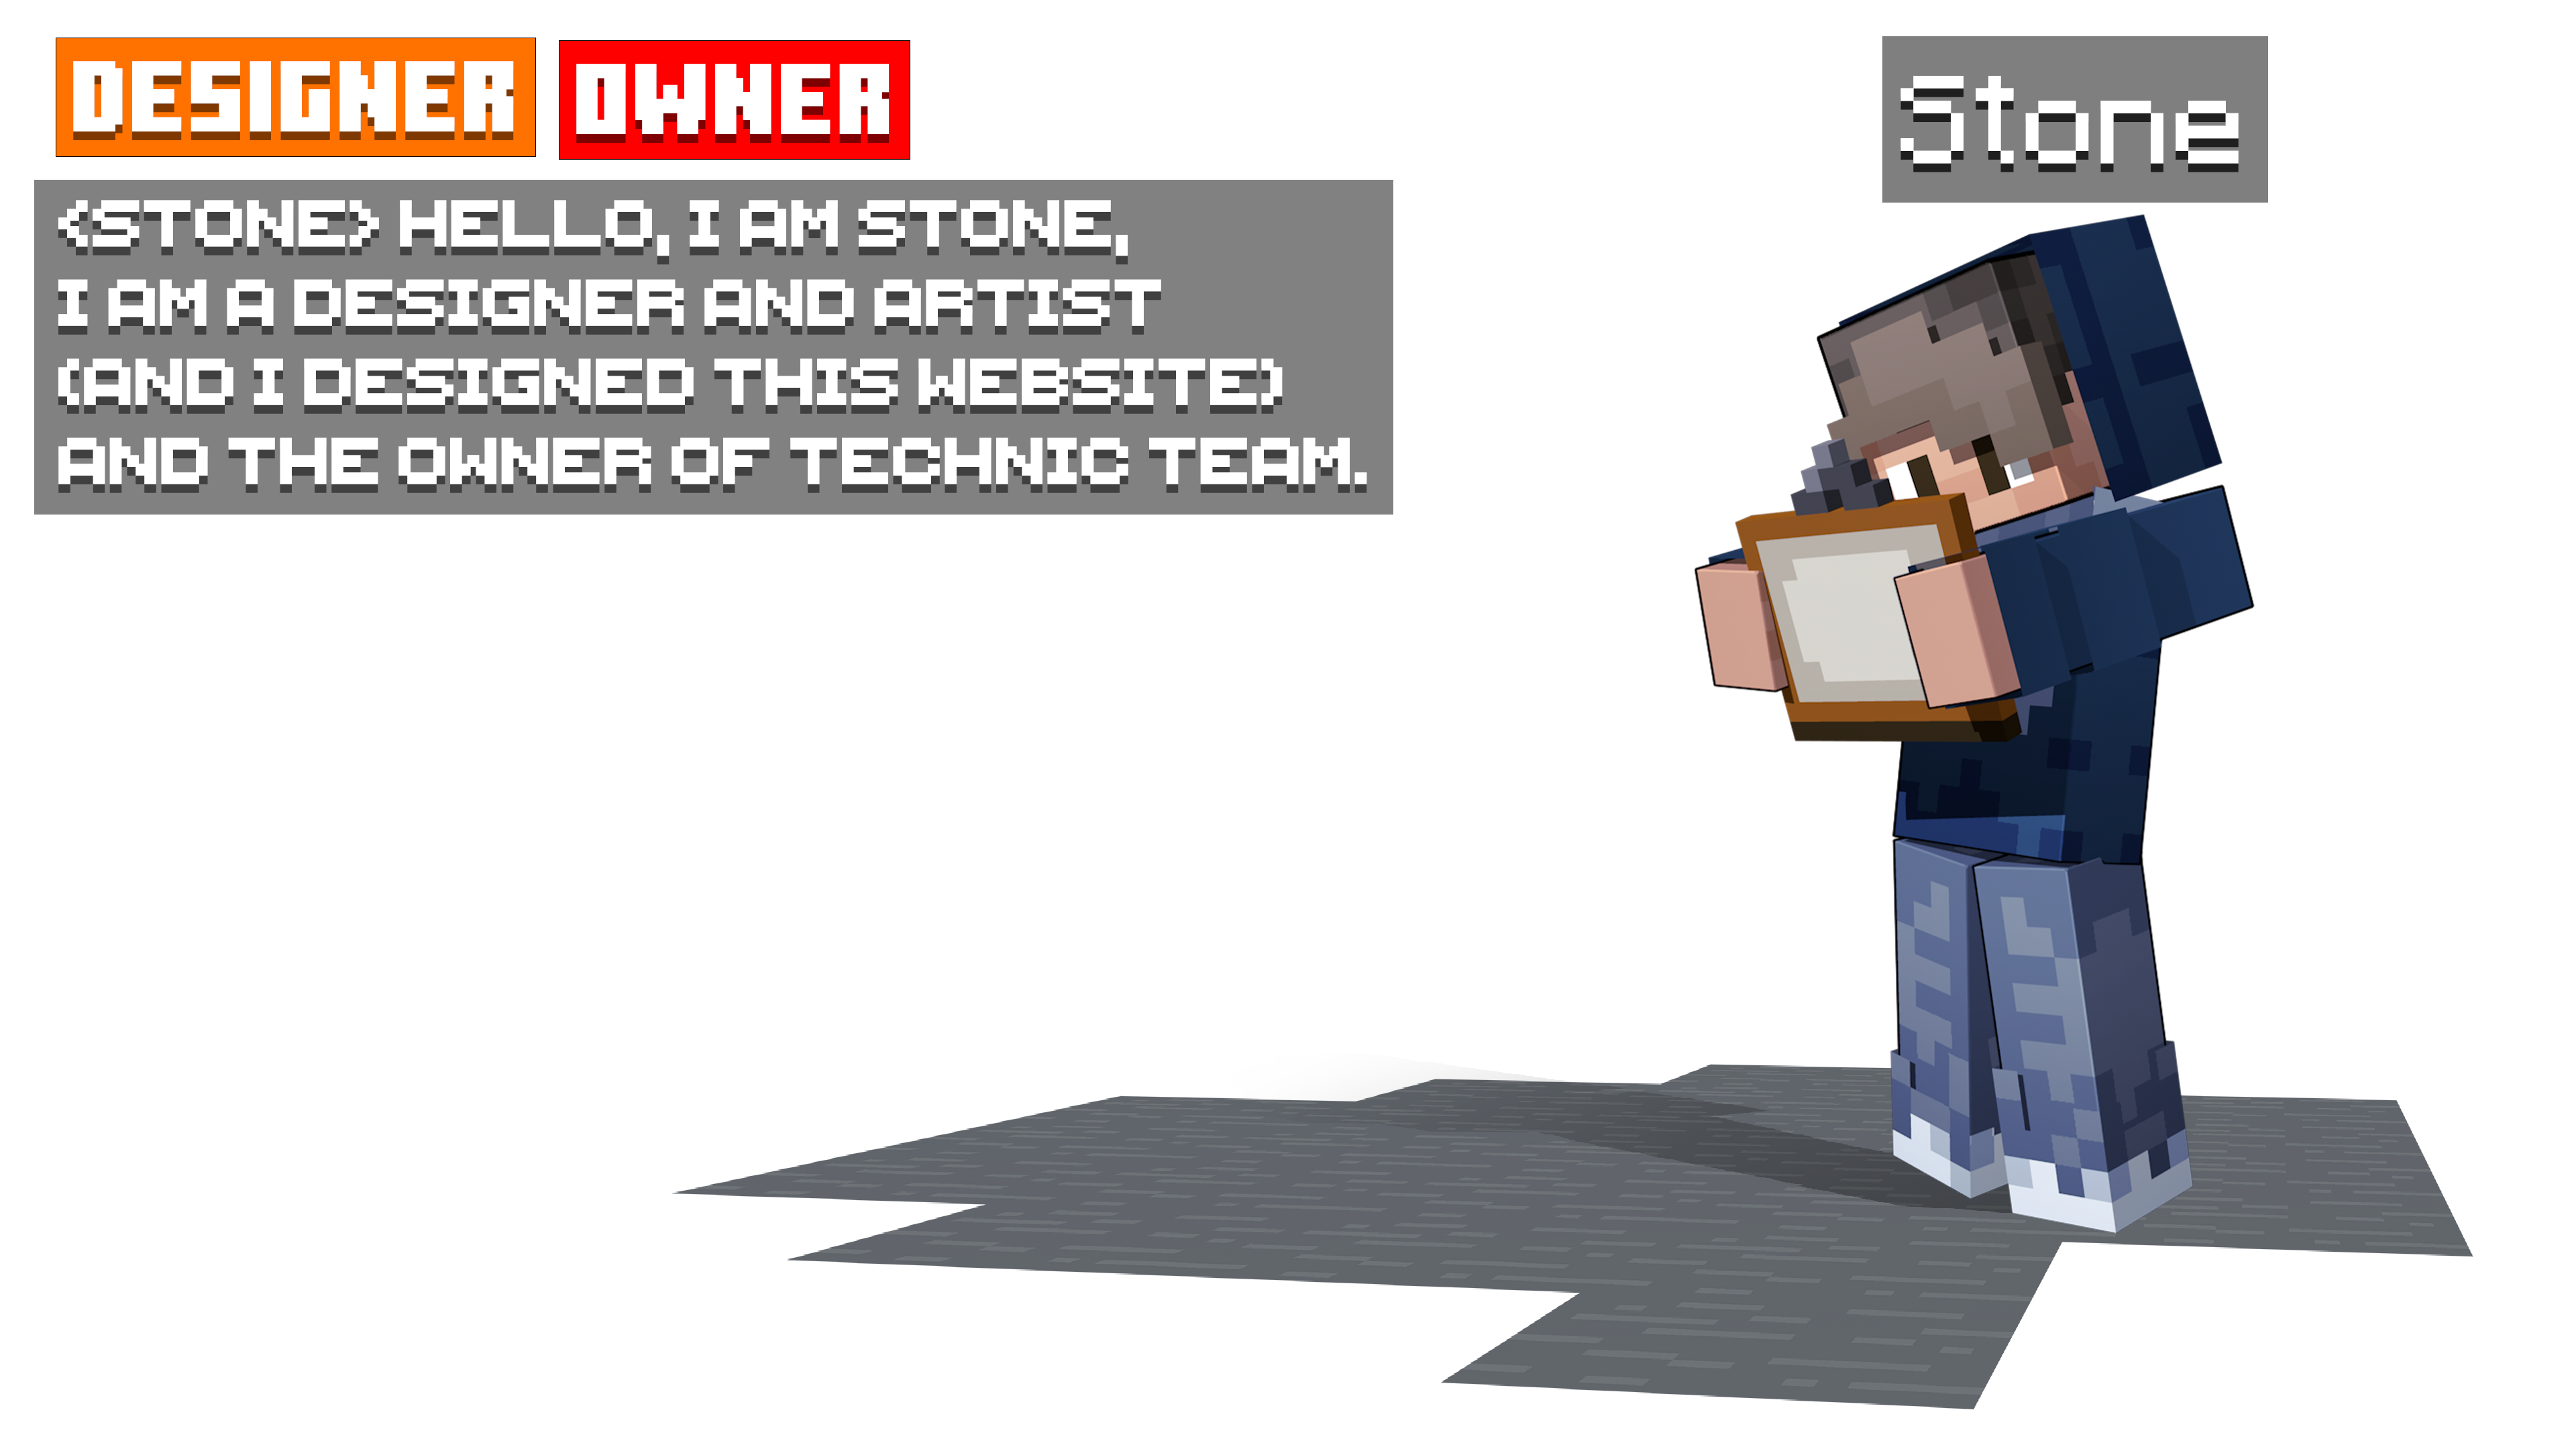 DESIGNER OWNER
Stone
<STONE> HELLO, I AM STONE,
I AM A DESIGNER AND ARTIST
(AND I DESIGNED THIS WEBSITE)
AND THE OWNER OF TECHNIC TEAM.